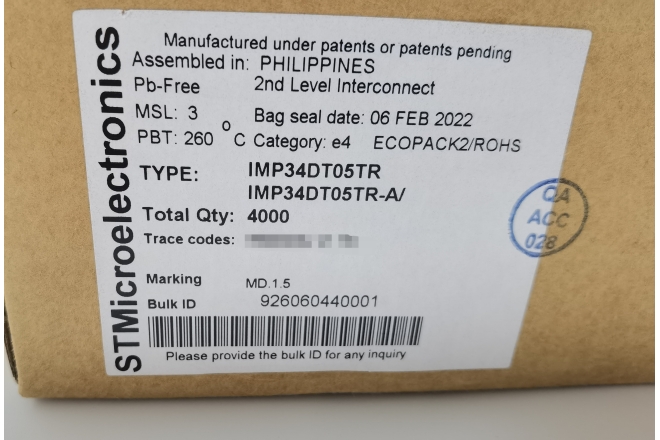 STMicroelectronics
Manufactured under patents or patents pending
Assembled in: PHILIPPINES
Pb-Free 2nd Level Interconnect
MSL: 3 Bag seal date: 06 FEB 2022
PBT: 260 °C Category: e4 ECOPACK2/ROHS
TYPE: IMP34DT05TR
IMP34DT05TR-A/
Total Qty: 4000
Trace codes:
Marking MD.1.5
Bulk ID 926060440001
Please provide the bulk ID for any inquiry
QA
ACC
028